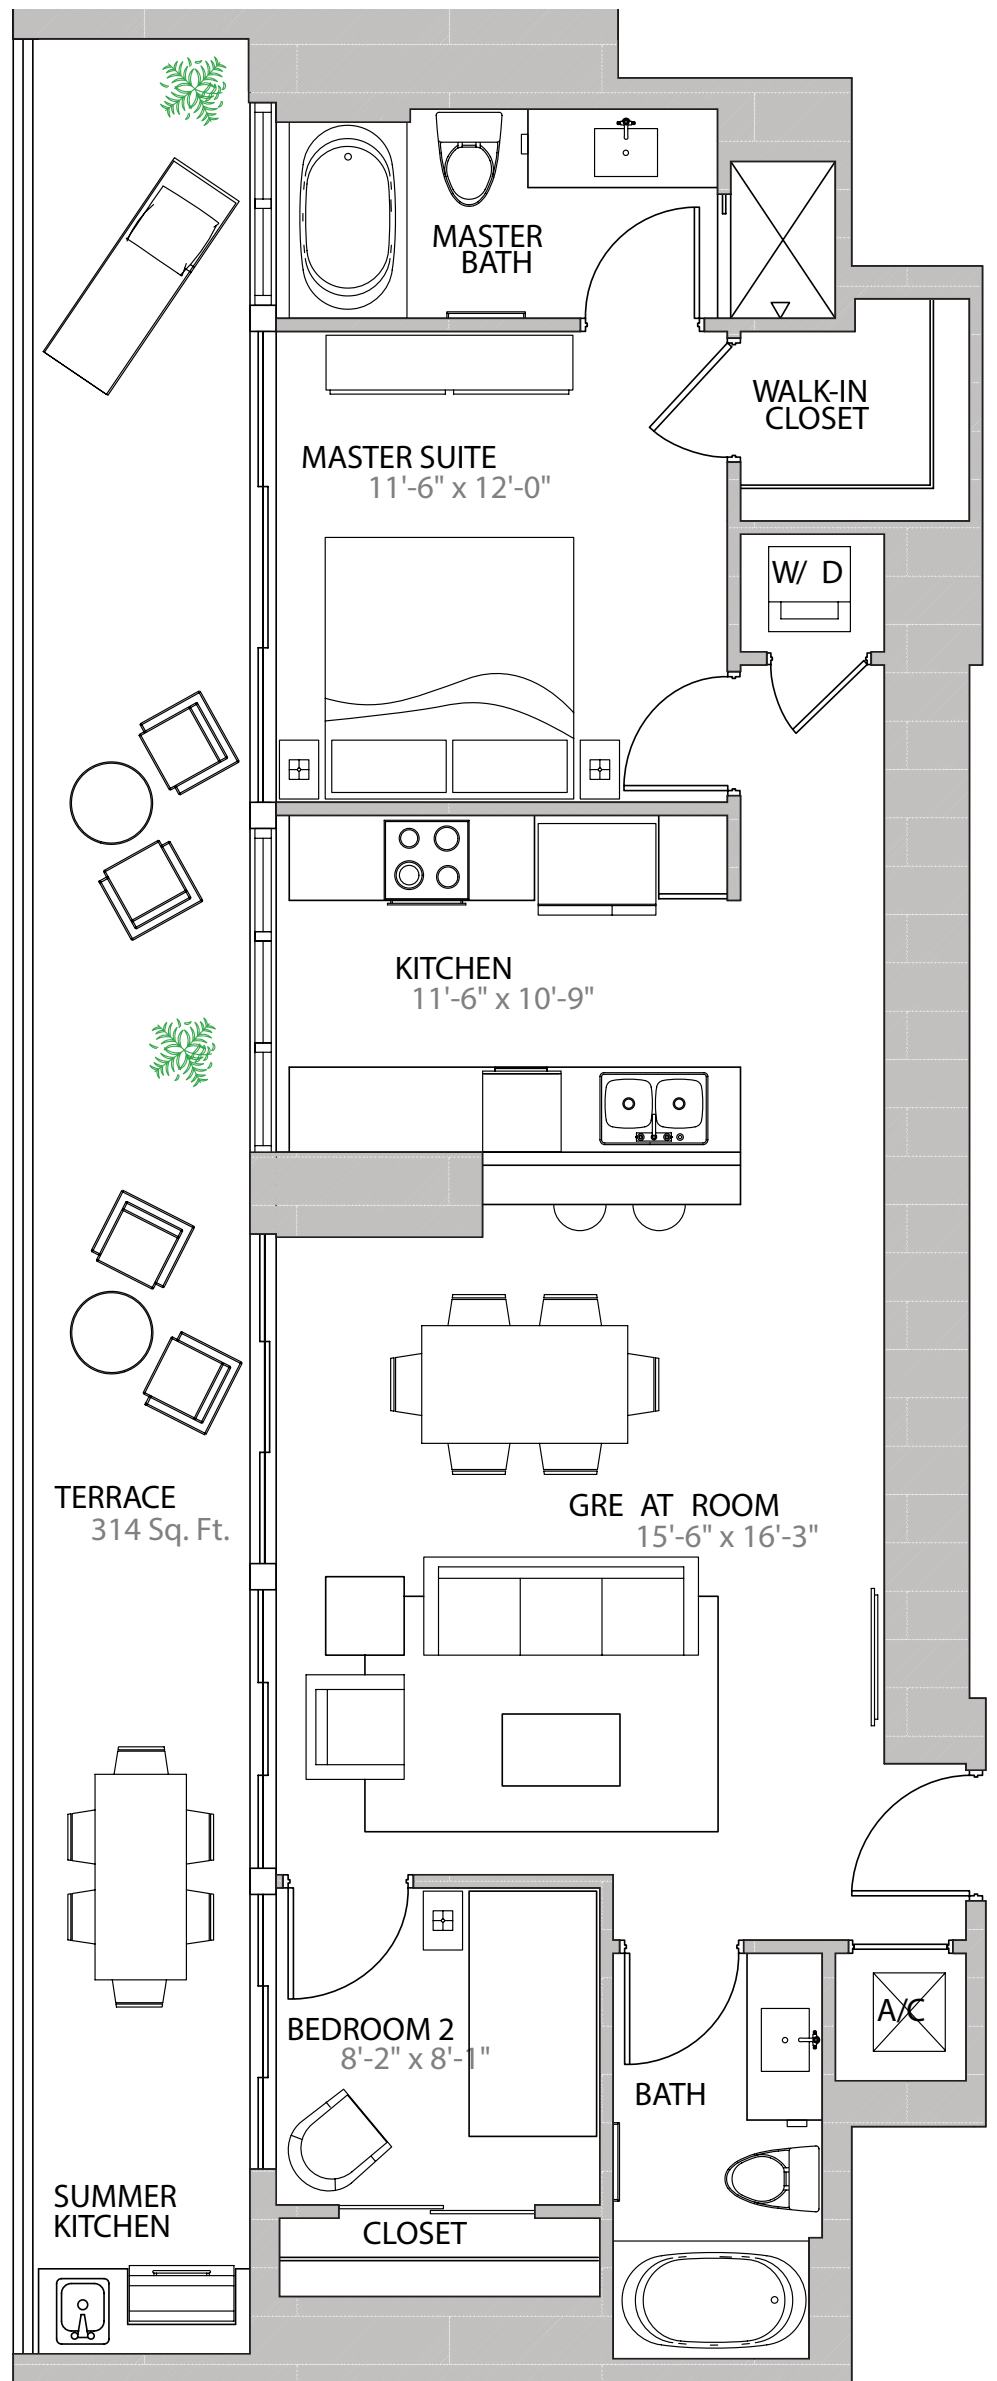 MASTER
BATH
WALK-IN
CLOSET
MASTER SUITE
11'-6" x 12'-0"
W/ D
KITCHEN
11'-6" x 10'-9"
TERRACE
314 Sq. Ft.
GRE AT ROOM
15'-6" x 16'-3"
A/C
BEDROOM 2
8'-2" x 8'-1"
BATH
SUMMER
KITCHEN
CLOSET